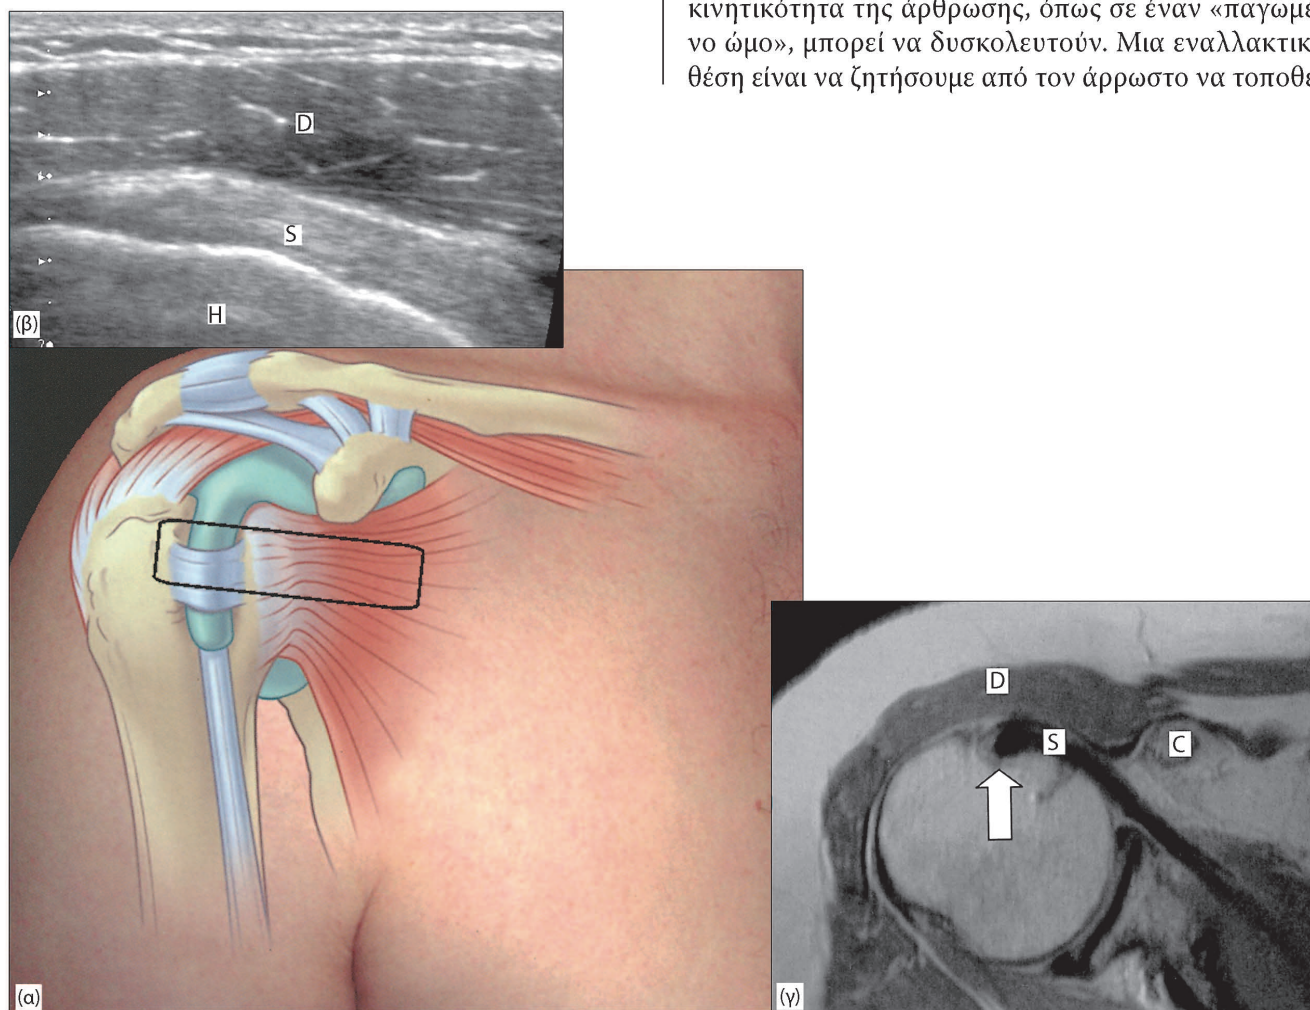 κινητικότητα της άρθρωσης, όπως σε έναν «παγωμέ
νο ώμο», μπορεί να δυσκολευτούν. Μια εναλλακτικ
θέση είναι να ζητήσουμε από τον άρρωστο να τοποθε
D
S
H
(β)
D
S
C
(α)
(γ)